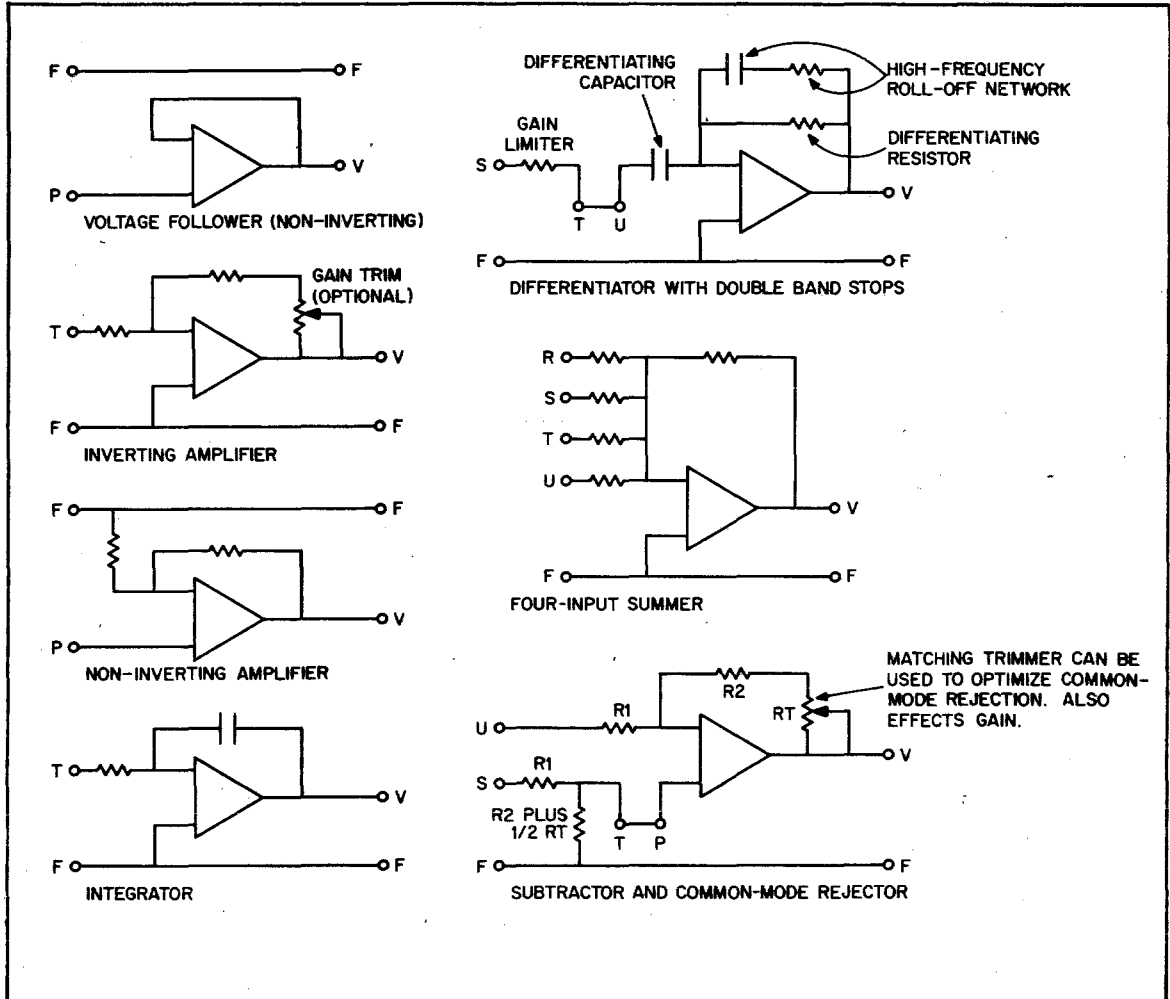 F F
P V
VOLTAGE FOLLOWER (NON-INVERTING)
GAIN TRIM
(OPTIONAL)
T V
F F
INVERTING AMPLIFIER
F F
P V
NON-INVERTING AMPLIFIER
T V
F F
INTEGRATOR
DIFFERENTIATING
CAPACITOR
HIGH-FREQUENCY
ROLL-OFF NETWORK
GAIN
LIMITER
DIFFERENTIATING
RESISTOR
S
T U
V
F F
DIFFERENTIATOR WITH DOUBLE BAND STOPS
R
S
T
U
V
F F
FOUR-INPUT SUMMER
MATCHING TRIMMER CAN BE
USED TO OPTIMIZE COMMON-
MODE REJECTION. ALSO
EFFECTS GAIN.
R2
R1
RT
U
V
R1
S
R2 PLUS
1/2 RT
T P
F F
SUBTRACTOR AND COMMON-MODE REJECTOR